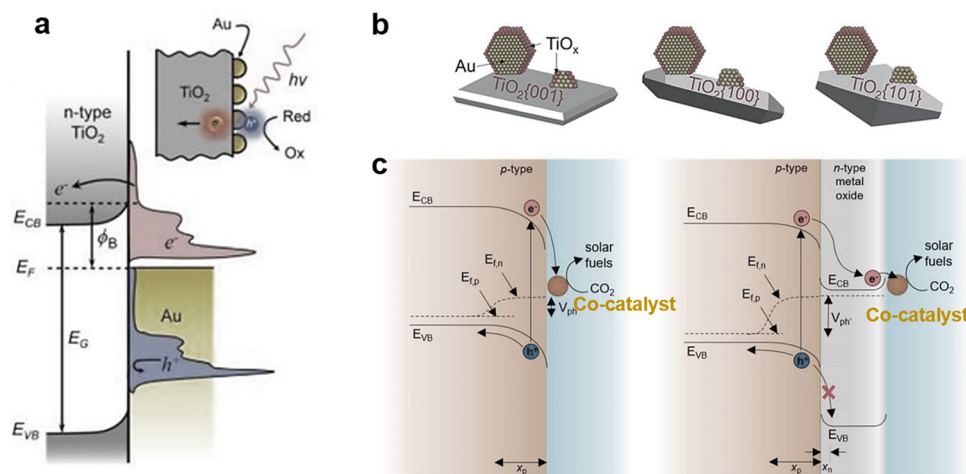 a
Au
TiO2
hν
e-
h+
Red
Ox
n-type
TiO2
e-
ECB
ϕB
e-
EF
Au
EG
h+
EVB
b
Au
TiOx
TiO2{001}
TiO2{100}
TiO2{101}
c
p-type
ECB
e-
solar
fuels
Ef,n
Ef,p
CO2
Co-catalyst
Vph
EVB
h+
xp
p-type
n-type
metal
oxide
ECB
e-
solar
fuels
e-
Ef,n
ECB
CO2
Ef,p
Co-catalyst
Vph'
EVB
h+
EVB
xp
xn